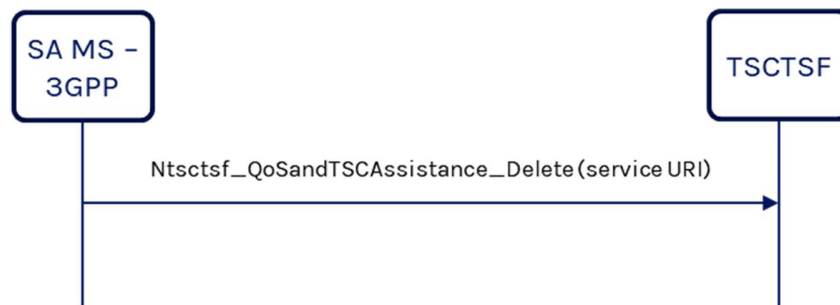 SA MS –
3GPP
TSCTSF
Ntsctsf_QoSandTSCAssistance_Delete (service URI)